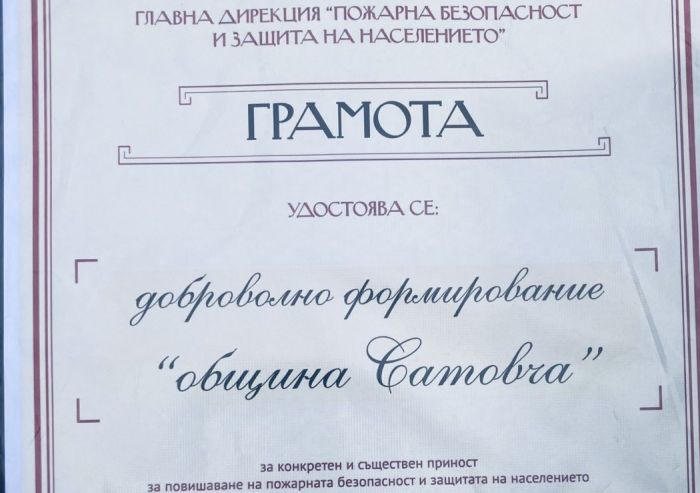 ГЛАВНА ДИРЕКЦИЯ "ПОЖАРНА БЕЗОПАСНОСТ
И ЗАЩИТА НА НАСЕЛЕНИЕТО"
ГРАМОТА
УДОСТОЯВА СЕ:
доброволно формирование
"община Сатовча"
за конкретен и съществен принос
за повишаване на пожарната безопасност и защитата на населението